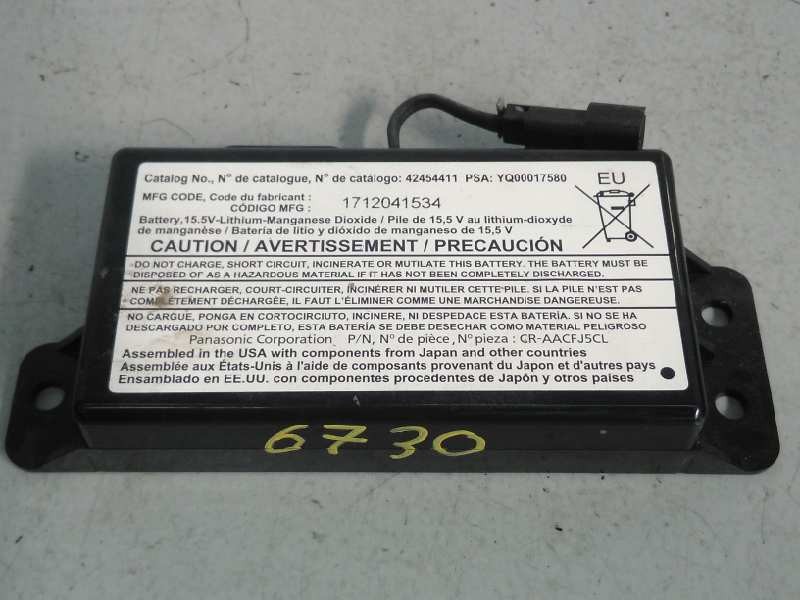 Catalog No., N° de catalogue, N° de catálogo: 42454411 PSA: YQ00017580
EU
MFG CODE, Code du fabricant :
CÓDIGO MFG :
1712041534
Battery,15.5V-Lithium-Manganese Dioxide / Pile de 15,5 V au lithium-dioxyde
de manganèse / Batería de litio y dióxido de manganeso de 15,5 V
CAUTION / AVERTISSEMENT / PRECAUCIÓN
DO NOT CHARGE, SHORT CIRCUIT, INCINERATE OR MUTILATE THIS BATTERY. THE BATTERY MUST BE
DISPOSED OF AS A HAZARDOUS MATERIAL IF IT HAS NOT BEEN COMPLETELY DISCHARGED.
NE PAS RECHARGER, COURT-CIRCUITER, INCINÉRER NI MUTILER CETTE PILE. SI LA PILE N'EST PAS
COMPLÈTEMENT DÉCHARGÉE, IL FAUT L'ÉLIMINER COMME UNE MARCHANDISE DANGEREUSE.
NO CARGUE, PONGA EN CORTOCIRCUITO, INCINERE, NI DESPEDACE ESTA BATERÍA. SI NO SE HA
DESCARGADO POR COMPLETO, ESTA BATERÍA SE DEBE DESECHAR COMO MATERIAL PELIGROSO
Panasonic Corporation P/N, N° de pièce, N° pieza : CR-AACFJ5CL
Assembled in the USA with components from Japan and other countries
Assemblée aux États-Unis à l'aide de composants provenant du Japon et d'autres pays
Ensamblado en EE.UU. con componentes procedentes de Japón y otros países
6730